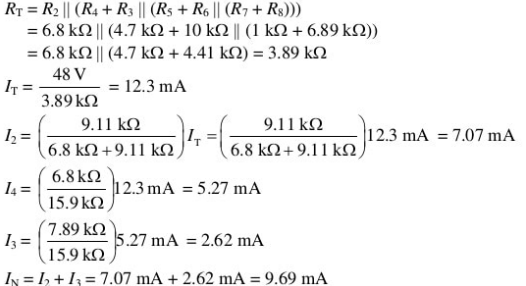 R_T = R_2 || (R_4 + R_3 || (R_5 + R_6 || (R_7 + R_8)))
= 6.8 kΩ || (4.7 kΩ + 10 kΩ || (1 kΩ + 6.89 kΩ))
= 6.8 kΩ || (4.7 kΩ + 4.41 kΩ) = 3.89 kΩ
I_T = 48 V / 3.89 kΩ = 12.3 mA
I_2 = (9.11 kΩ / 6.8 kΩ + 9.11 kΩ) I_T = (9.11 kΩ / 6.8 kΩ + 9.11 kΩ) 12.3 mA = 7.07 mA
I_4 = (6.8 kΩ / 15.9 kΩ) 12.3 mA = 5.27 mA
I_3 = (7.89 kΩ / 15.9 kΩ) 5.27 mA = 2.62 mA
I_N = I_2 + I_3 = 7.07 mA + 2.62 mA = 9.69 mA